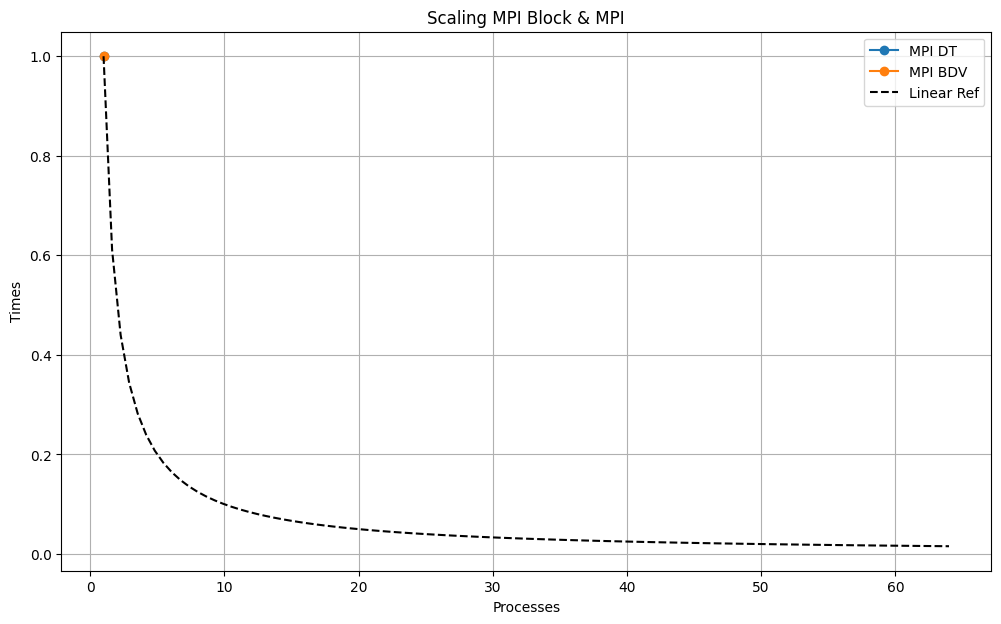 Scaling MPI Block & MPI
MPI DT
MPI BDV
Linear Ref
Times
1.0
0.8
0.6
0.4
0.2
0.0
0 10 20 30 40 50 60
Processes